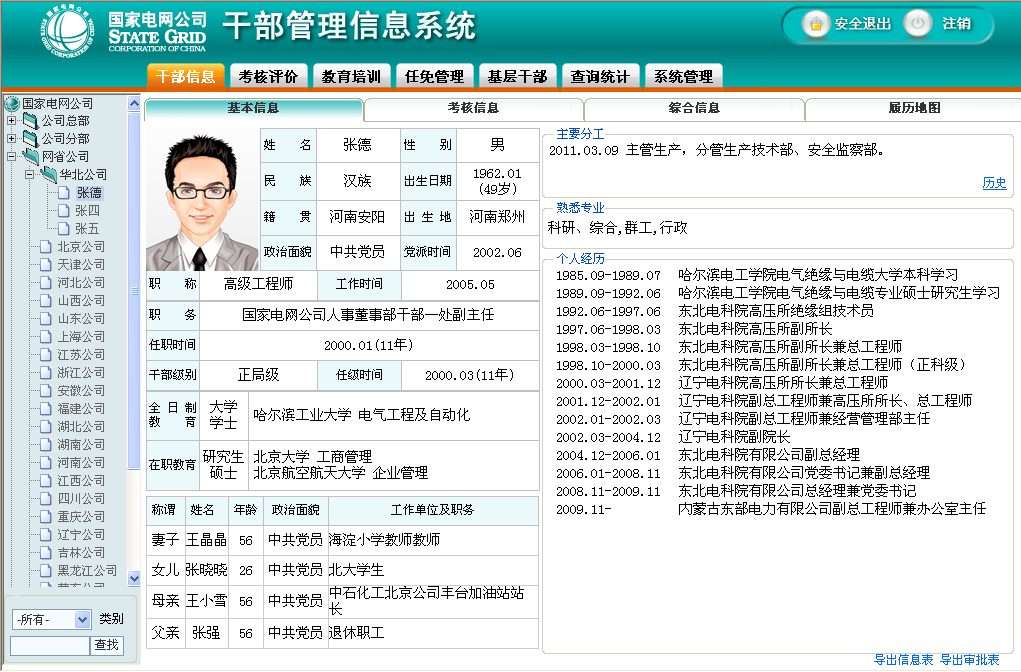 国家电网公司
STATE GRID
CORPORATION OF CHINA
干部管理信息系统
安全退出 注销
干部信息 考核评价 教育培训 任免管理 基层干部 查询统计 系统管理
国家电网公司
公司总部
公司分部
网省公司
华北公司
张德
张四
张五
北京公司
天津公司
河北公司
山西公司
山东公司
上海公司
江苏公司
浙江公司
安徽公司
福建公司
湖北公司
湖南公司
河南公司
江西公司
四川公司
重庆公司
辽宁公司
吉林公司
黑龙江公司
-所有- 类别
查找
基本信息 考核信息 综合信息 履历地图
姓 名 张德 性 别 男
民 族 汉族 出生日期 1962.01
(49岁)
籍 贯 河南安阳 出 生 地 河南郑州
政治面貌 中共党员 党派时间 2002.06
职 称 高级工程师 工作时间 2005.05
职 务 国家电网公司人事董事部干部一处副主任
任职时间 2000.01(11年)
干部级别 正局级 任级时间 2000.03(11年)
全 日 制
教 育
大学
学士
哈尔滨工业大学 电气工程及自动化
在职教育
研究生
硕士
北京大学 工商管理
北京航空航天大学 企业管理
称谓 姓名 年龄 政治面貌 工作单位及职务
妻子 王晶晶 56 中共党员 海淀小学教师教师
女儿 张晓晓 26 中共党员 北大学生
母亲 王小雪 56 中共党员 中石化工北京公司丰台加油站站
长
父亲 张强 56 中共党员 退休职工
主要分工
2011.03.09 主管生产，分管生产技术部、安全监察部。
历史
熟悉专业
科研、综合,群工,行政
个人经历
1985.09-1989.07 哈尔滨电工学院电气绝缘与电缆大学本科学习
1989.09-1992.06 哈尔滨电工学院电气绝缘与电缆专业硕士研究生学习
1992.06-1997.06 东北电科院高压所绝缘组技术员
1997.06-1998.03 东北电科院高压所副所长
1998.03-1998.10 东北电科院高压所副所长兼总工程师
1998.10-2000.03 东北电科院高压所副所长兼总工程师（正科级）
2000.03-2001.12 辽宁电科院高压所所长兼总工程师
2001.12-2002.01 辽宁电科院副总工程师兼高压所所长、总工程师
2002.01-2002.03 辽宁电科院副总工程师兼经营管理部主任
2002.03-2004.12 辽宁电科院副院长
2004.12-2006.01 东北电科院有限公司副总经理
2006.01-2008.11 东北电科院有限公司党委书记兼副总经理
2008.11-2009.11 东北电科院有限公司总经理兼党委书记
2009.11- 内蒙古东部电力有限公司副总工程师兼办公室主任
导出信息表 导出审批表